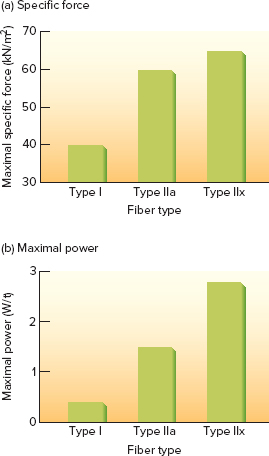 (a) Specific force
Maximal specific force (kN/m²)
70
60
50
40
30
Type I Type IIa Type IIx
Fiber type
(b) Maximal power
Maximal power (W/t)
3
2
1
0
Type I Type IIa Type IIx
Fiber type